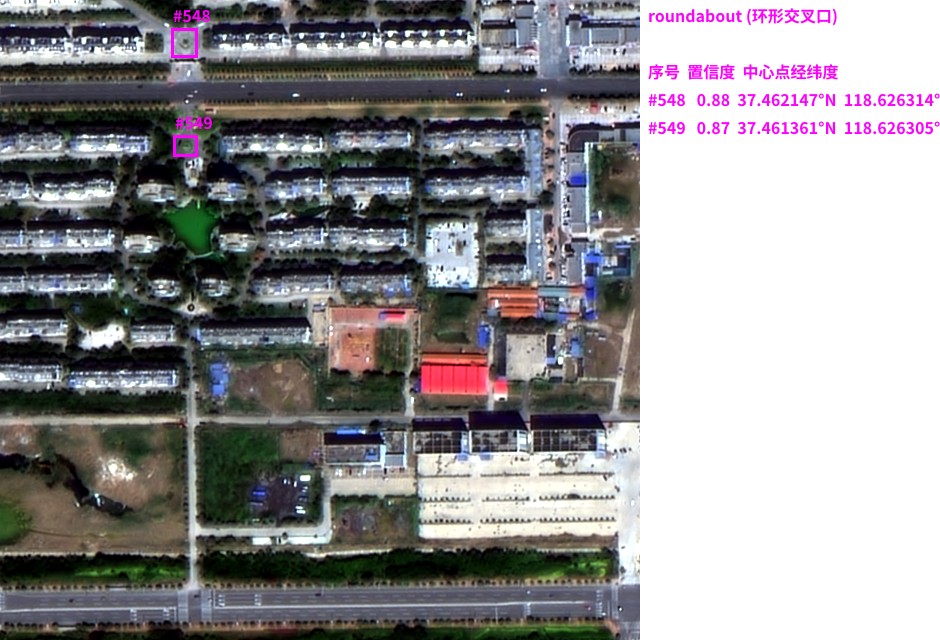 #548
#549
roundabout (环形交叉口)
序号 置信度 中心点经纬度
#548 0.88 37.462147°N 118.626314°
#549 0.87 37.461361°N 118.626305°